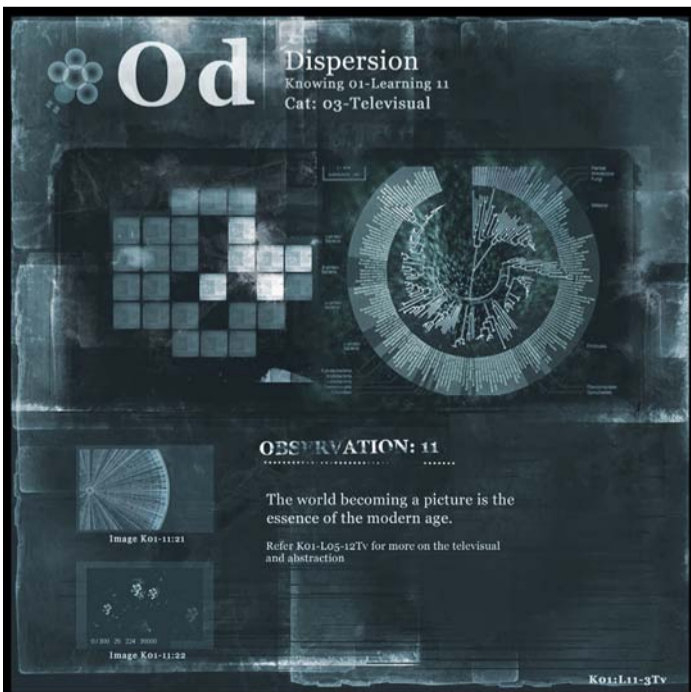 Od
Dispersion
Knowing 01-Learning 11
Cat: 03-Televisual
OBSERVATION: 11
The world becoming a picture is the
essence of the modern age.
Refer K01-L05-12Tv for more on the televisual
and abstraction
Image K01-11:21
Image K01-11:22
K01:L11-3Tv